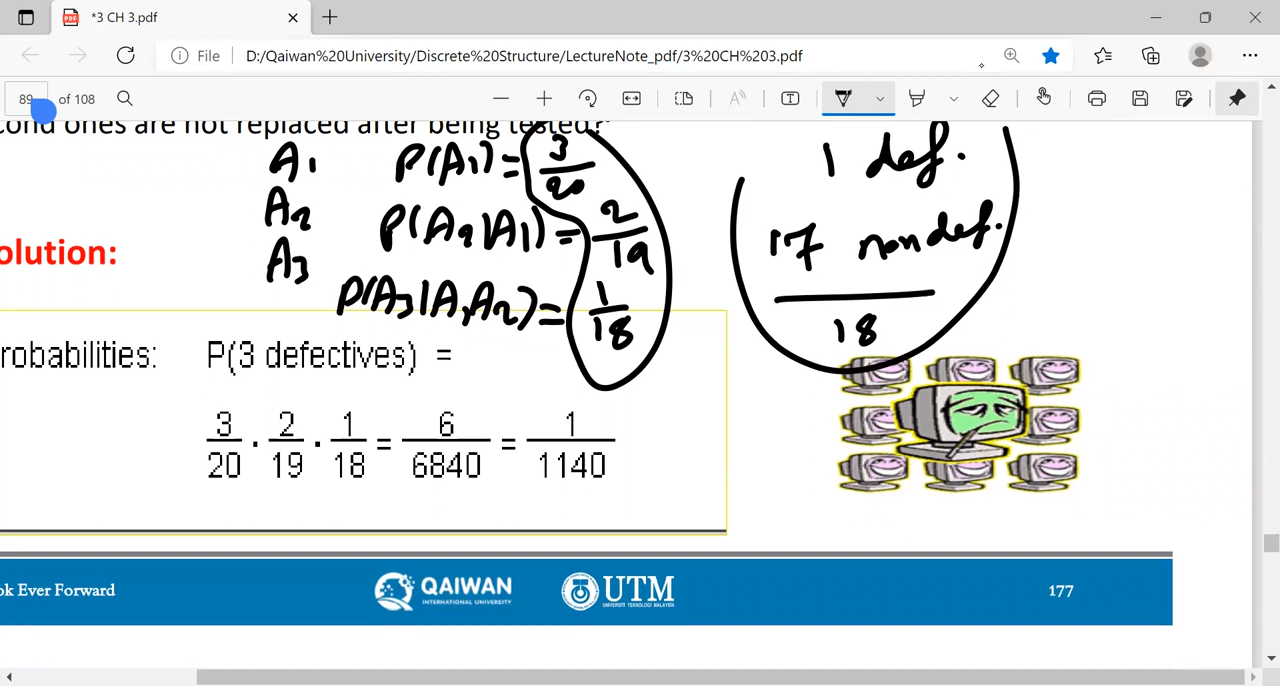 *3 CH 3.pdf
File D:/Qaiwan%20University/Discrete%20Structure/LectureNote_pdf/3%20CH%203.pdf
89 of 108
cond ones are not replaced after being tested?
A1 P(A1) = 3/20
A2 P(A2|A1) = 2/19
A3 P(A3|A1A2) = 1/18
1 def.
17 nondef.
18
olution:
robabilities: P(3 defectives) =
3/20 · 2/19 · 1/18 = 6/6840 = 1/1140
ok Ever Forward
QAIWAN
INTERNATIONAL UNIVERSITY
UTM
UNIVERSITI TEKNOLOGI MALAYSIA
177